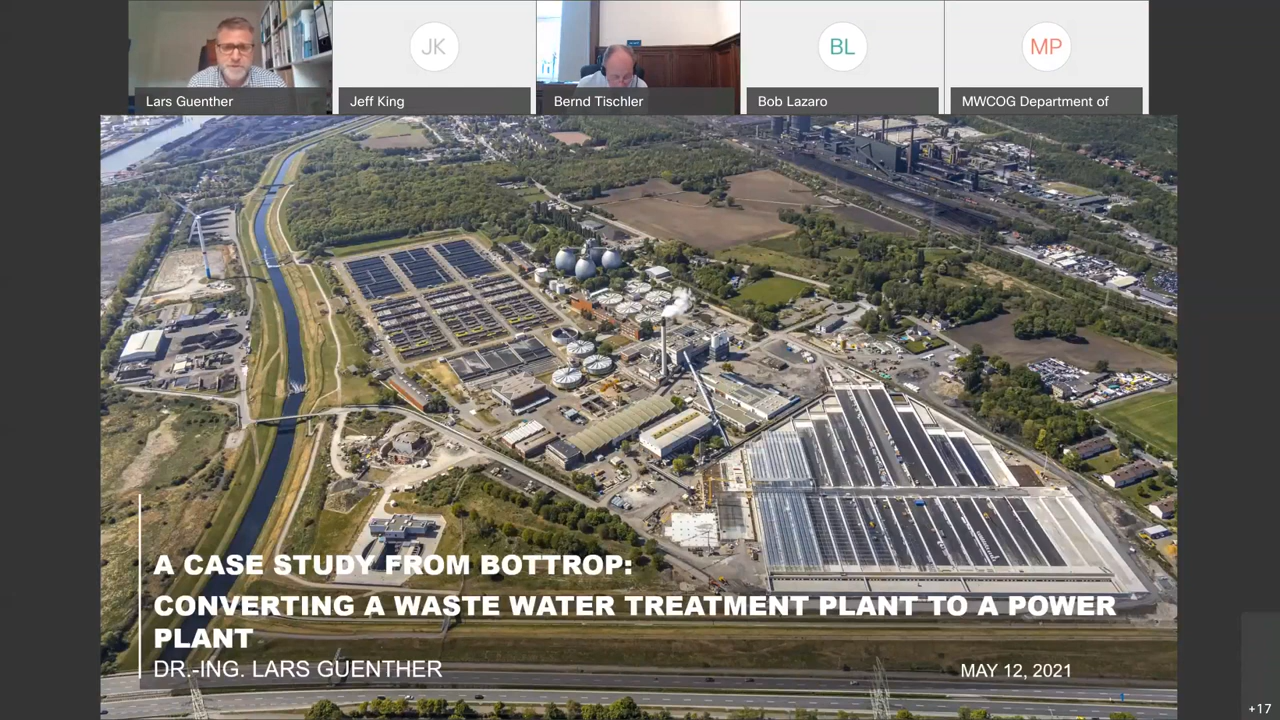 JK
BL
MP
Lars Guenther
Jeff King
Bernd Tischler
Bob Lazaro
MWCOG Department of
A CASE STUDY FROM BOTTROP:
CONVERTING A WASTE WATER TREATMENT PLANT TO A POWER
PLANT
DR.-ING. LARS GUENTHER
MAY 12, 2021
+17